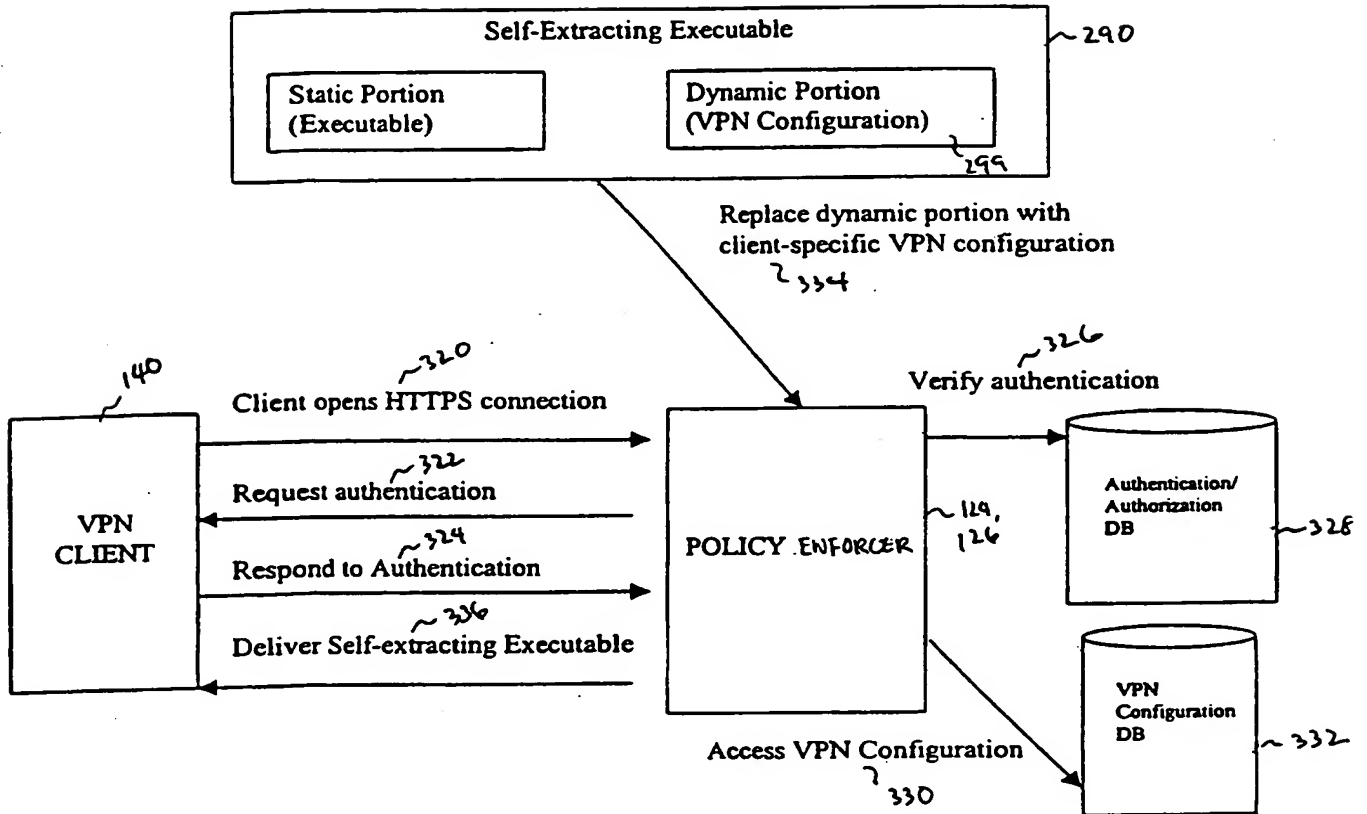 Self-Extracting Executable
290
Static Portion
(Executable)
Dynamic Portion
(VPN Configuration)
299
Replace dynamic portion with
client-specific VPN configuration
334
326
Verify authentication
140
320
Client opens HTTPS connection
322
Request authentication
VPN
CLIENT
324
Respond to Authentication
336
Deliver Self-extracting Executable
POLICY ENFORCER
124,
126
Authentication/
Authorization
DB
328
VPN
Configuration
DB
332
Access VPN Configuration
330